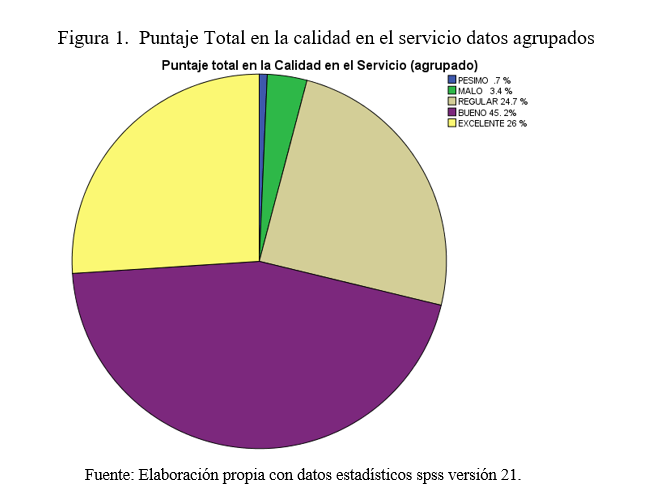 Figura 1.  Puntaje Total en la calidad en el servicio datos agrupados
Puntaje total en la Calidad en el Servicio (agrupado)
PESIMO .7 %
MALO 3.4 %
REGULAR 24.7 %
BUENO 45. 2%
EXCELENTE 26 %
Fuente: Elaboración propia con datos estadísticos spss versión 21.